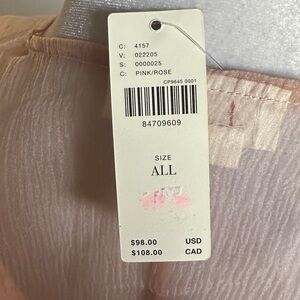 C: 4157
V: 022205
S: 0000025
C: PINK/ROSE
CP9645 0001
84709609
SIZE
ALL
$98.00 USD
$108.00 CAD